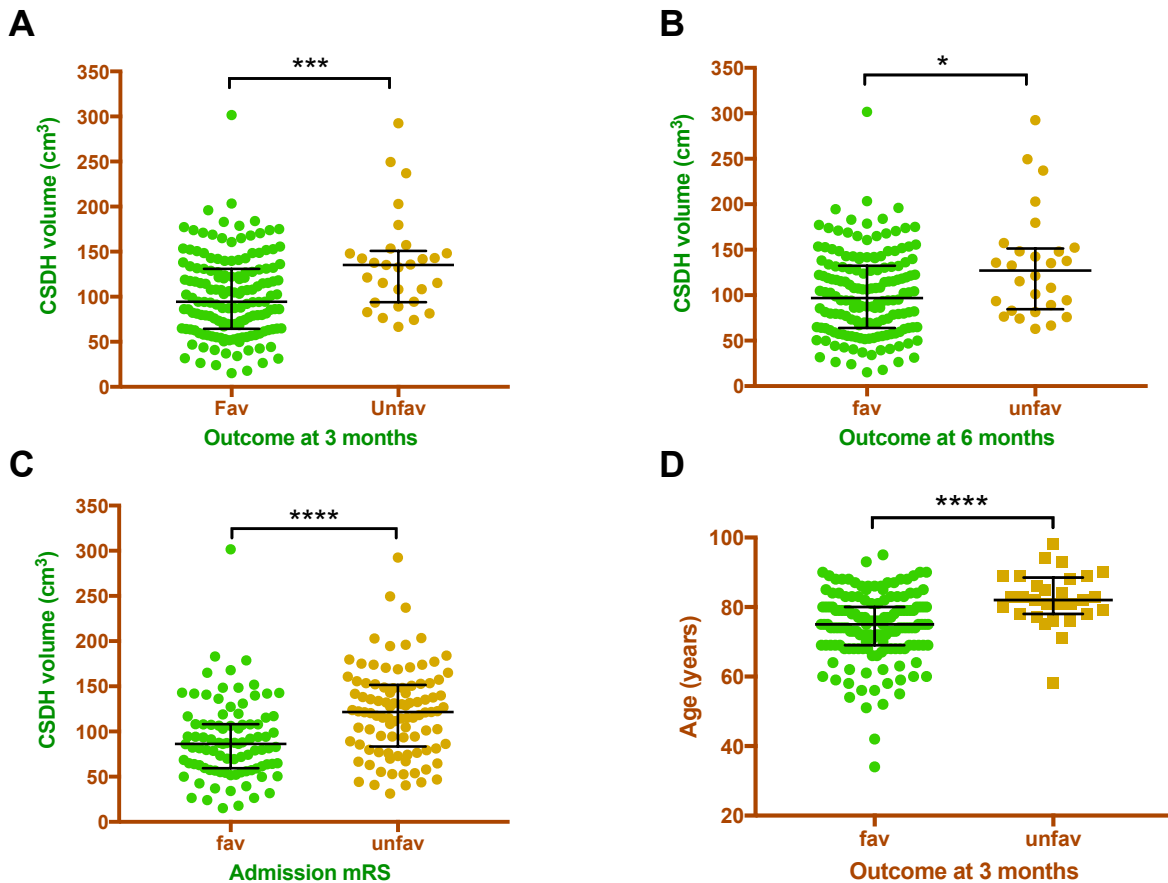 A
***
CSDH volume (cm³)
350
300
250
200
150
100
50
0
Fav
Unfav
Outcome at 3 months
B
*
CSDH volume (cm³)
350
300
250
200
150
100
50
0
fav
unfav
Outcome at 6 months
C
****
CSDH volume (cm³)
350
300
250
200
150
100
50
0
fav
unfav
Admission mRS
D
****
Age (years)
100
80
60
40
20
fav
unfav
Outcome at 3 months